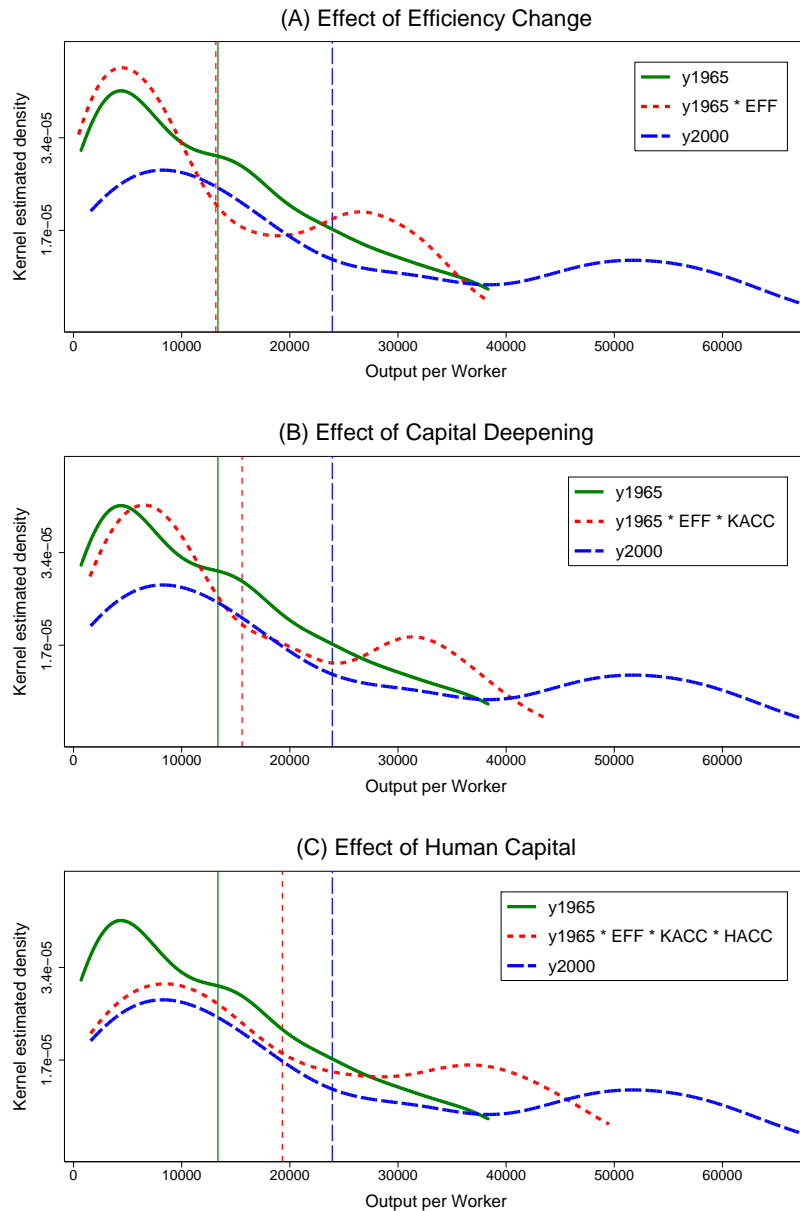 (A) Effect of Efficiency Change
Kernel estimated density
3.4e-05
1.7e-05
y1965
y1965 * EFF
y2000
0 10000 20000 30000 40000 50000 60000
Output per Worker
(B) Effect of Capital Deepening
Kernel estimated density
3.4e-05
1.7e-05
y1965
y1965 * EFF * KACC
y2000
0 10000 20000 30000 40000 50000 60000
Output per Worker
(C) Effect of Human Capital
Kernel estimated density
3.4e-05
1.7e-05
y1965
y1965 * EFF * KACC * HACC
y2000
0 10000 20000 30000 40000 50000 60000
Output per Worker